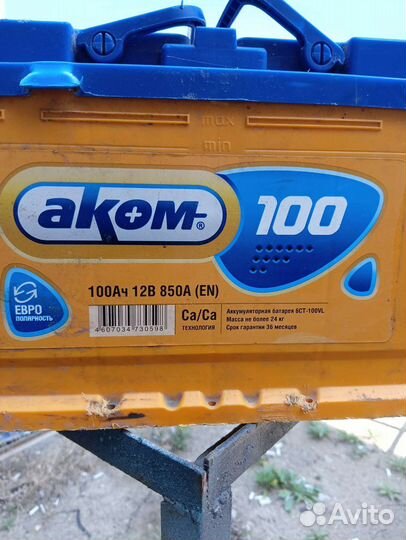 max
min
аком
100
100Ач 12В 850А (EN)
ЕВРО
ПОЛЯРНОСТЬ
4607034730598
Ca/Ca
ТЕХНОЛОГИЯ
Аккумуляторная батарея 6СТ-100VL
Масса не более 24 кг
Срок гарантии 36 месяцев
Avito